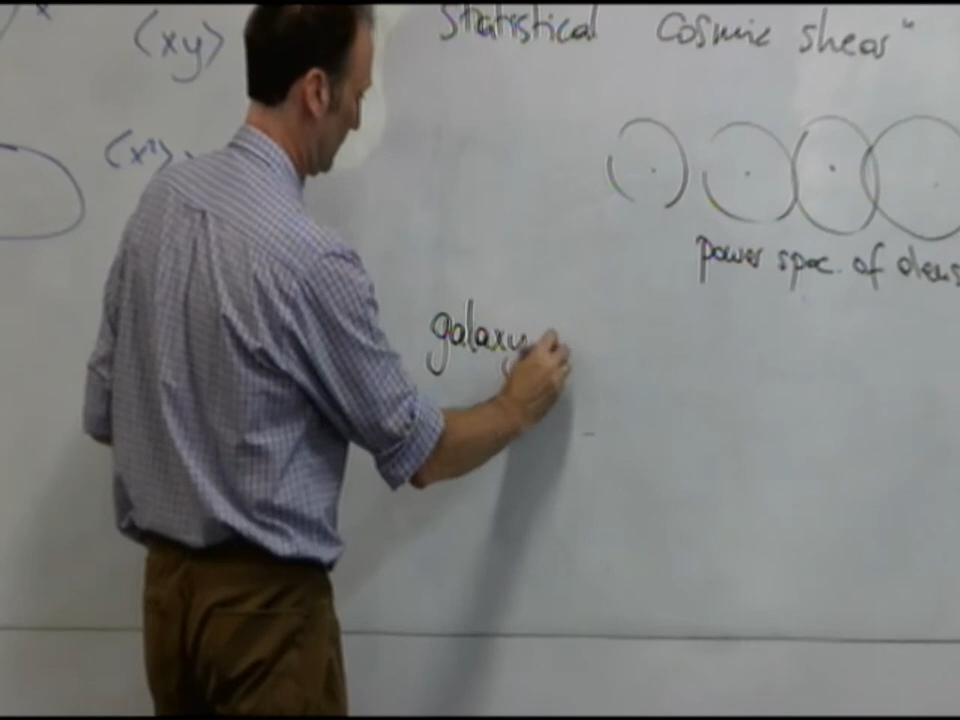 x
⟨xy⟩
Statistical Cosmic shear"
⟨x²⟩
power spec. of dens
galaxy